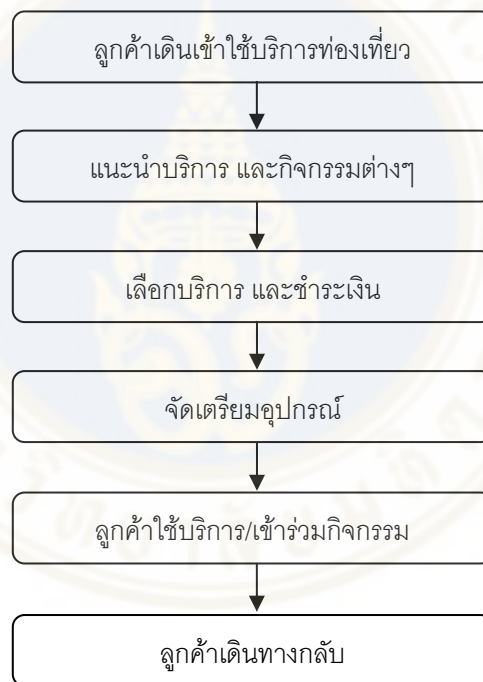 ลูกค้าเดินเข้าใช้บริการท่องเที่ยว
แนะนำบริการ และกิจกรรมต่างๆ
เลือกบริการ และชำระเงิน
จัดเตรียมอุปกรณ์
ลูกค้าใช้บริการ/เข้าร่วมกิจกรรม
ลูกค้าเดินทางกลับ